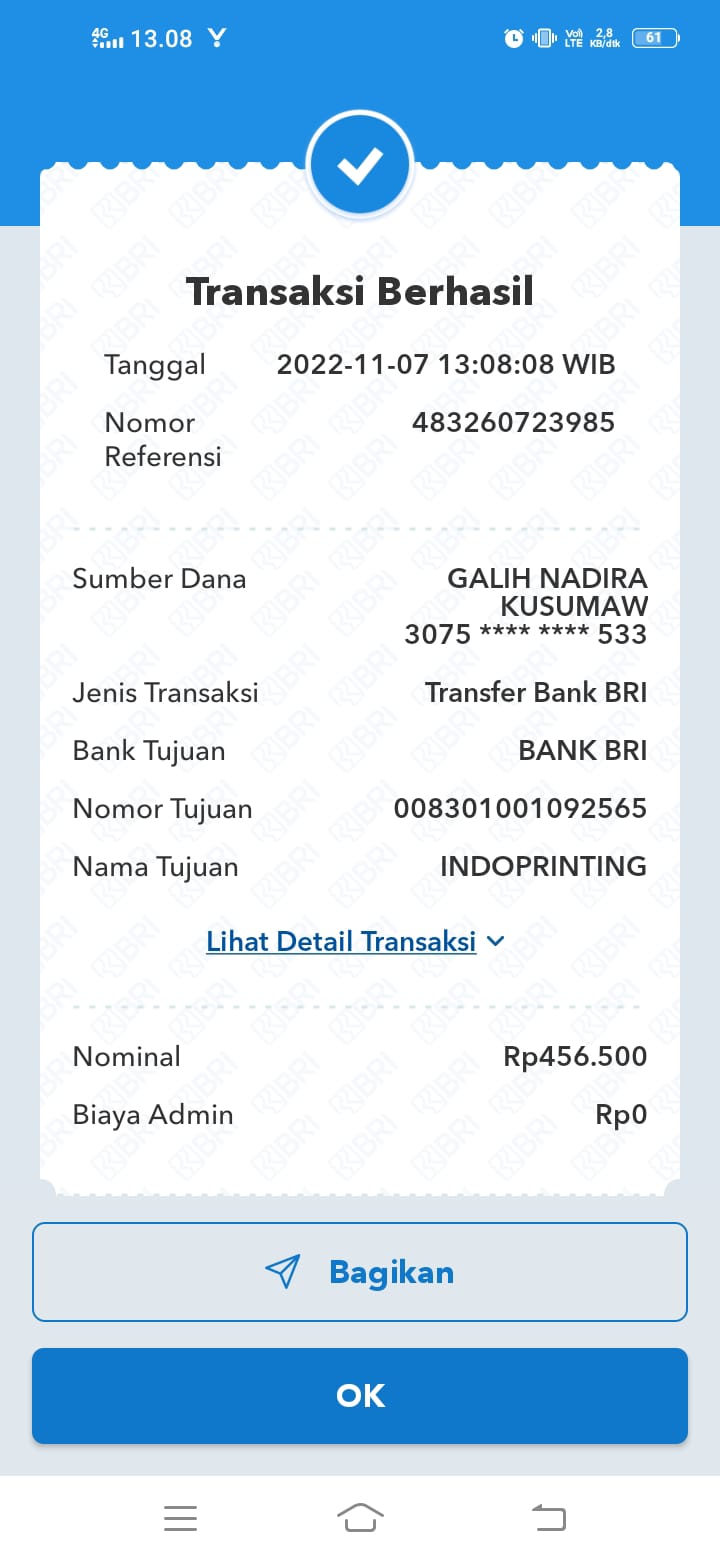 4G 13.08
Vo) LTE 2,8 KB/dtk 61
Transaksi Berhasil
Tanggal 2022-11-07 13:08:08 WIB
Nomor Referensi 483260723985
Sumber Dana GALIH NADIRA
KUSUMAW
3075 **** **** 533
Jenis Transaksi Transfer Bank BRI
Bank Tujuan BANK BRI
Nomor Tujuan 008301001092565
Nama Tujuan INDOPRINTING
Lihat Detail Transaksi
Nominal Rp456.500
Biaya Admin Rp0
Bagikan
OK